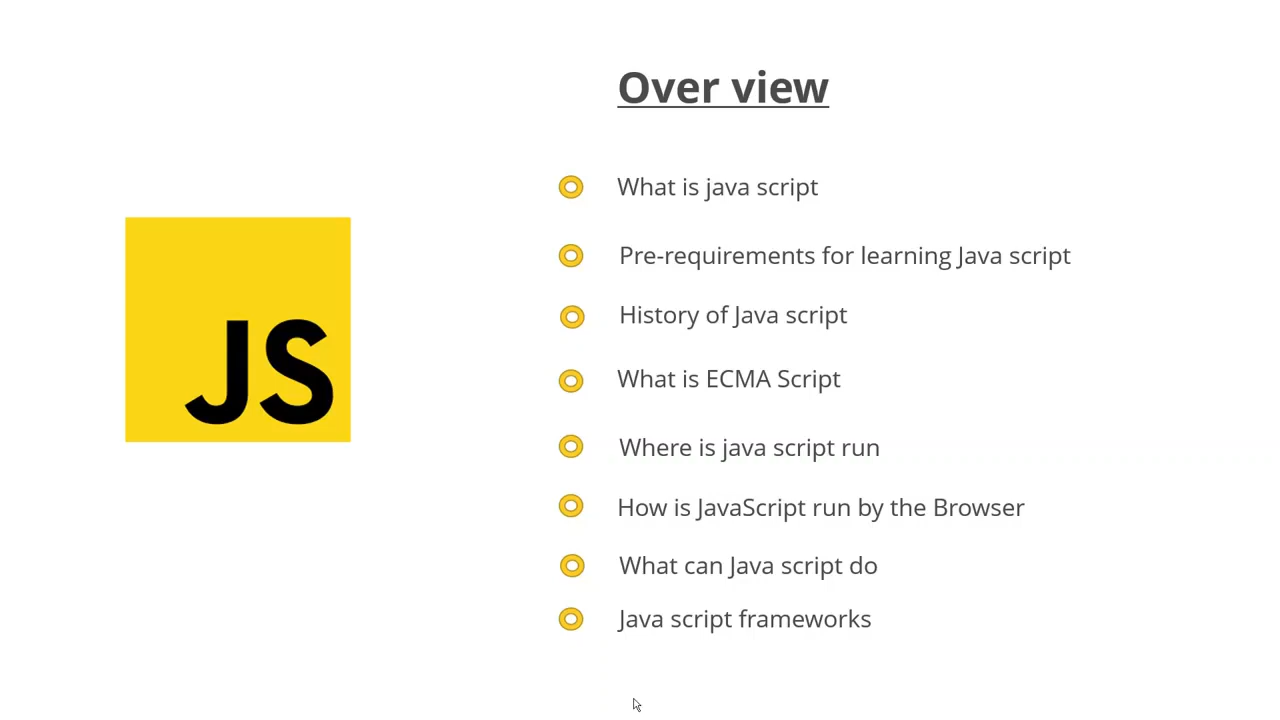 Over view
What is java script
Pre-requirements for learning Java script
History of Java script
JS
What is ECMA Script
Where is java script run
How is JavaScript run by the Browser
What can Java script do
Java script frameworks